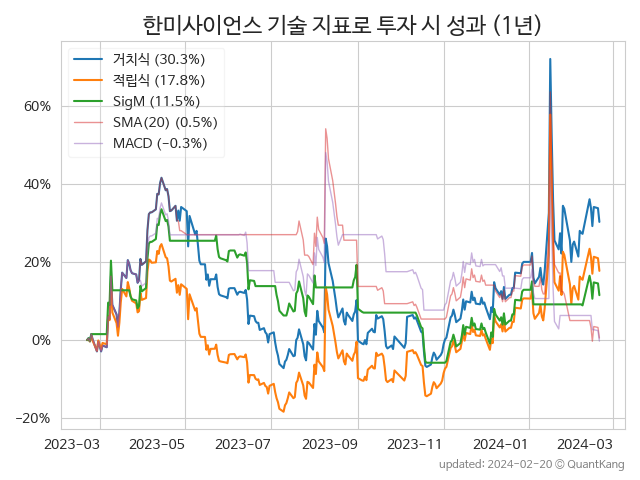 한미사이언스 기술 지표로 투자 시 성과 (1년)
거치식 (30.3%)
적립식 (17.8%)
SigM (11.5%)
SMA(20) (0.5%)
MACD (−0.3%)
60%
40%
20%
0%
−20%
2023-03
2023-05
2023-07
2023-09
2023-11
2024-01
2024-03
updated: 2024-02-20 © QuantKang